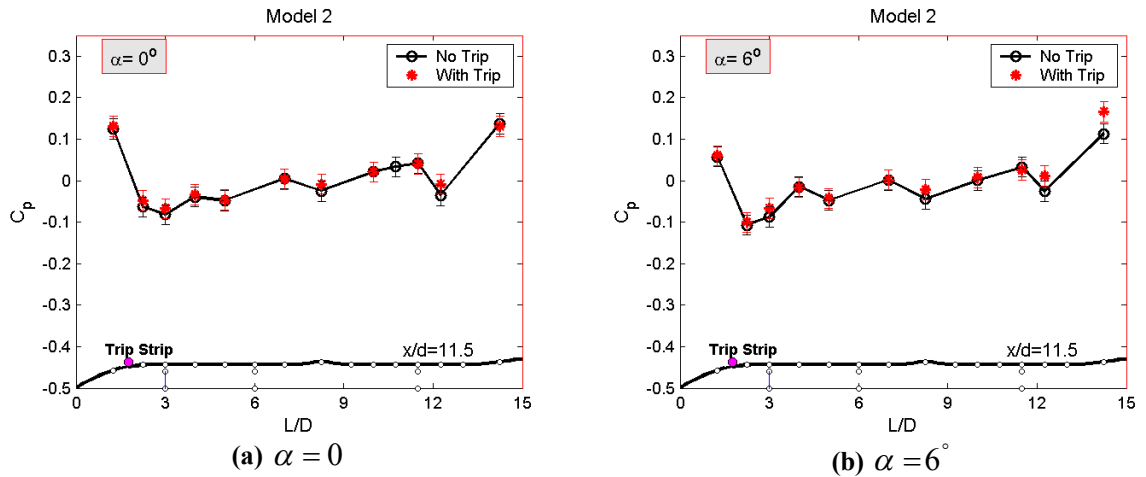 Model 2
α= 0°
No Trip
With Trip
0.3
0.2
0.1
0
-0.1
-0.2
-0.3
-0.4
-0.5
Cp
Trip Strip
x/d=11.5
0 3 6 9 12 15
L/D
(a) α = 0
Model 2
α= 6°
No Trip
With Trip
0.3
0.2
0.1
0
-0.1
-0.2
-0.3
-0.4
-0.5
Cp
Trip Strip
x/d=11.5
0 3 6 9 12 15
L/D
(b) α = 6°